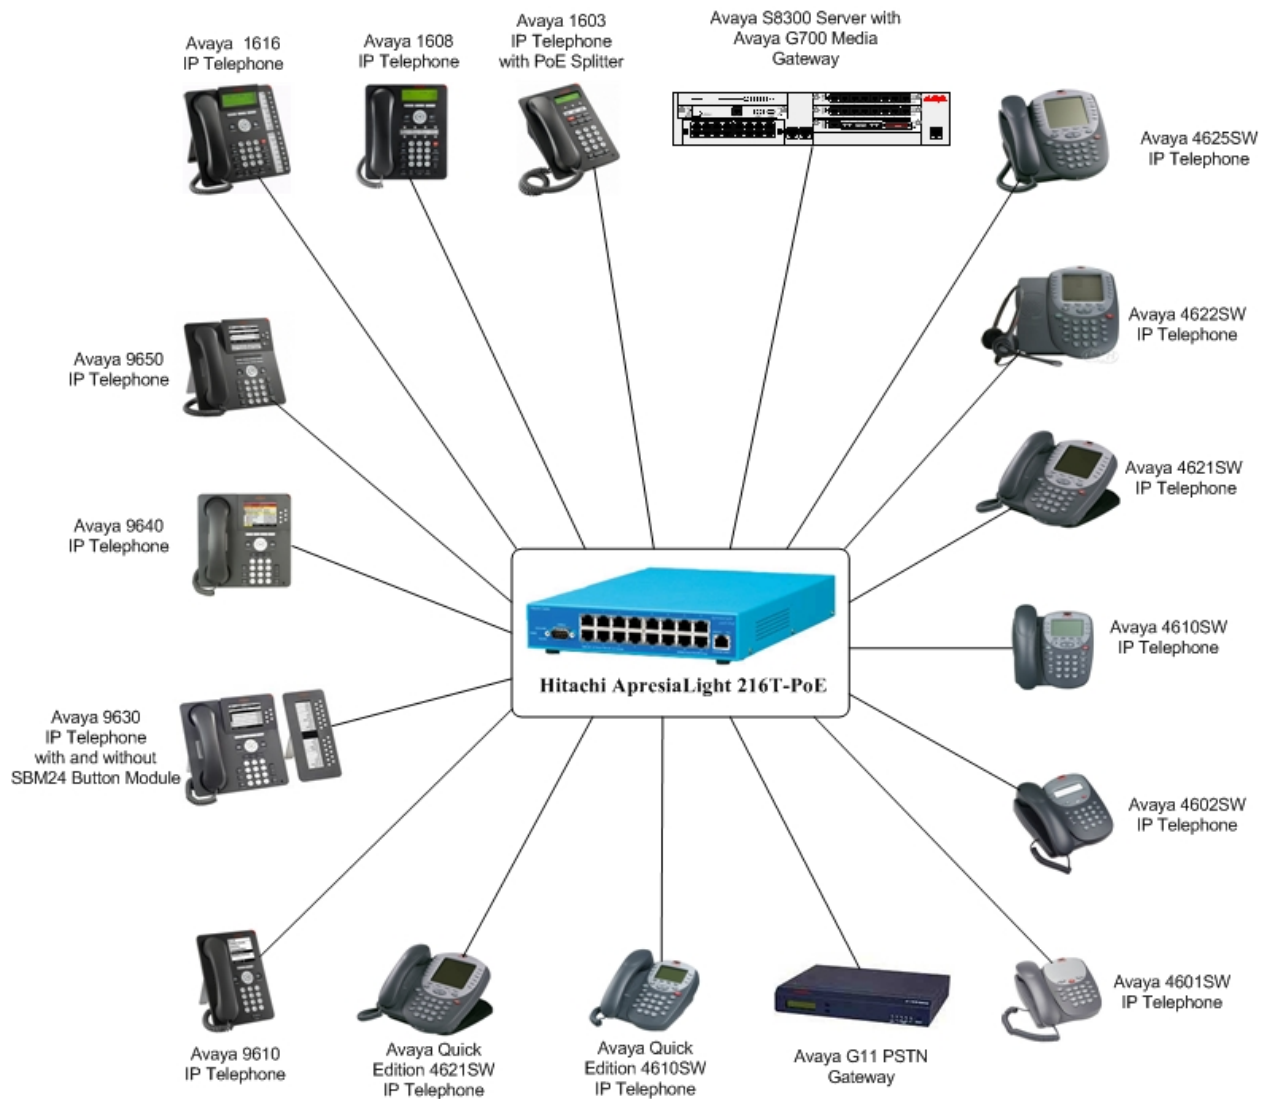 Avaya 1616
IP Telephone
Avaya 1608
IP Telephone
Avaya 1603
IP Telephone
with PoE Splitter
Avaya S8300 Server with
Avaya G700 Media
Gateway
Avaya 4625SW
IP Telephone
Avaya 4622SW
IP Telephone
Avaya 9650
IP Telephone
Avaya 4621SW
IP Telephone
Avaya 9640
IP Telephone
Avaya 4610SW
IP Telephone
Hitachi ApresiaLight 216T-PoE
Avaya 9630
IP Telephone
with and without
SBM24 Button Module
Avaya 4602SW
IP Telephone
Avaya 4601SW
IP Telephone
Avaya 9610
IP Telephone
Avaya Quick
Edition 4621SW
IP Telephone
Avaya Quick
Edition 4610SW
IP Telephone
Avaya G11 PSTN
Gateway